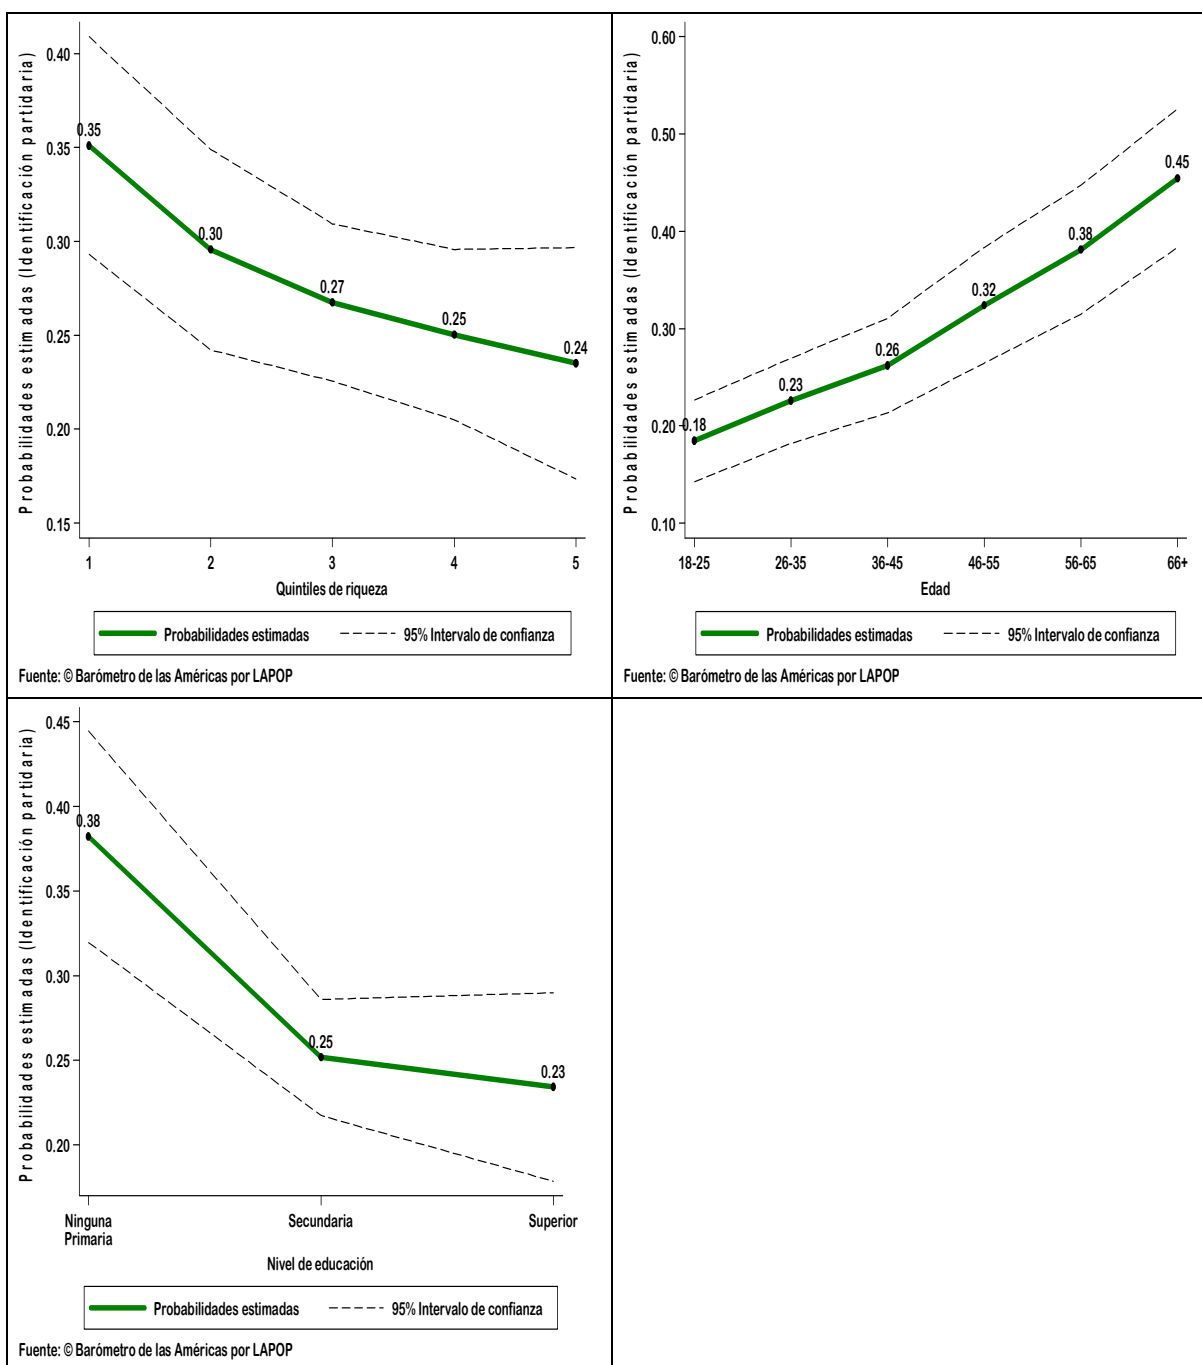 Probabilidades estimadas (Identificación partidaria)
0.40
0.35
0.30
0.25
0.20
0.15
0.35
0.30
0.27
0.25
0.24
1 2 3 4 5
Quintiles de riqueza
Probabilidades estimadas 95% Intervalo de confianza
Fuente: © Barómetro de las Américas por LAPOP
Probabilidades estimadas (Identificación partidaria)
0.60
0.50
0.40
0.30
0.20
0.10
0.18
0.23
0.26
0.32
0.38
0.45
18-25 26-35 36-45 46-55 56-65 66+
Edad
Probabilidades estimadas 95% Intervalo de confianza
Fuente: © Barómetro de las Américas por LAPOP
Probabilidades estimadas (Identificación partidaria)
0.45
0.40
0.35
0.30
0.25
0.20
0.38
0.25
0.23
Ninguna Secundaria Superior
Primaria
Nivel de educación
Probabilidades estimadas 95% Intervalo de confianza
Fuente: © Barómetro de las Américas por LAPOP